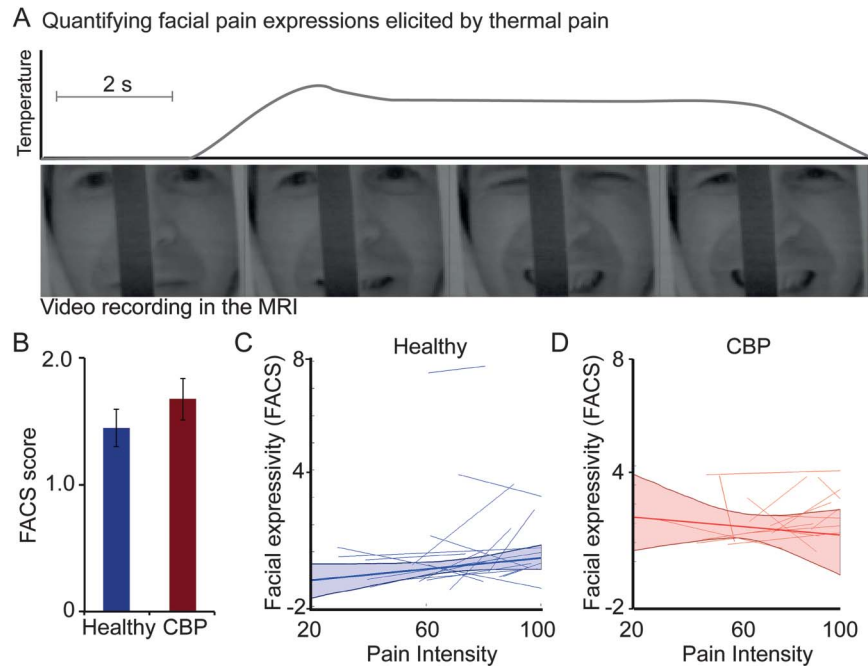 A Quantifying facial pain expressions elicited by thermal pain
Temperature
2 s
Video recording in the MRI
B
FACS score
2.0
1.0
0
Healthy CBP
C
Healthy
Facial expressivity (FACS)
8
4
-2
20 60 100
Pain Intensity
D
CBP
Facial expressivity (FACS)
8
4
-2
20 60 100
Pain Intensity